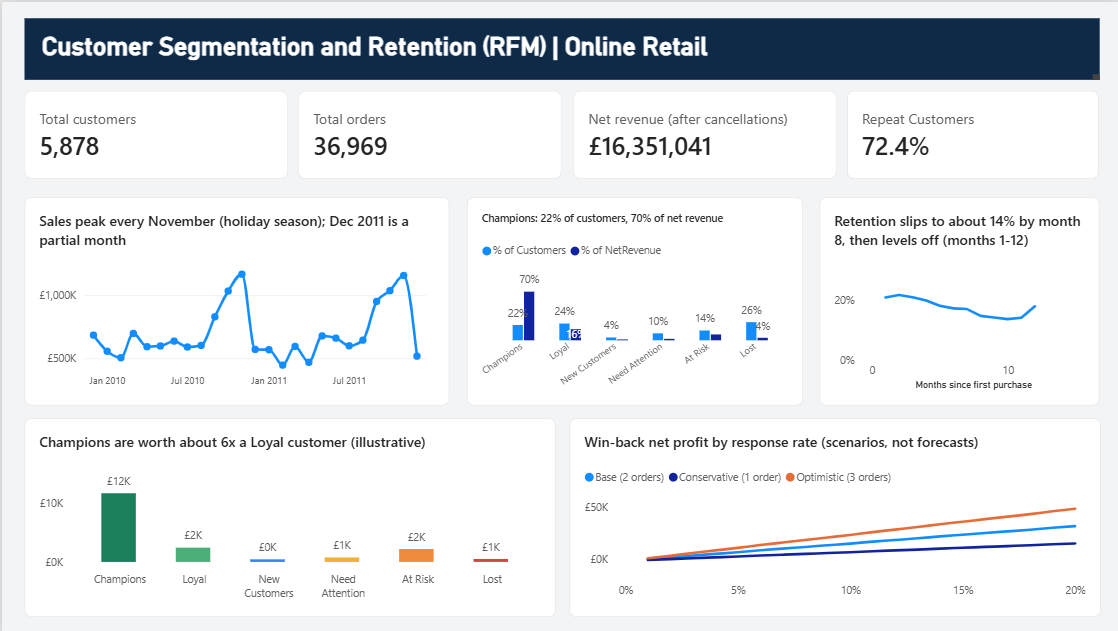 Customer Segmentation and Retention (RFM) | Online Retail
Total customers
5,878
Total orders
36,969
Net revenue (after cancellations)
£16,351,041
Repeat Customers
72.4%
Sales peak every November (holiday season); Dec 2011 is a
partial month
£1,000K
£500K
Jan 2010
Jul 2010
Jan 2011
Jul 2011
Champions: 22% of customers, 70% of net revenue
% of Customers
% of NetRevenue
70%
22%
24%
16%
4%
10%
14%
26%
4%
Champions
Loyal
New Customers
Need Attention
At Risk
Lost
Retention slips to about 14% by month
8, then levels off (months 1-12)
20%
0%
0
10
Months since first purchase
Champions are worth about 6x a Loyal customer (illustrative)
£10K
£0K
£12K
£2K
£0K
£1K
£2K
£1K
Champions
Loyal
New
Customers
Need
Attention
At Risk
Lost
Win-back net profit by response rate (scenarios, not forecasts)
Base (2 orders)
Conservative (1 order)
Optimistic (3 orders)
£50K
£0K
0%
5%
10%
15%
20%